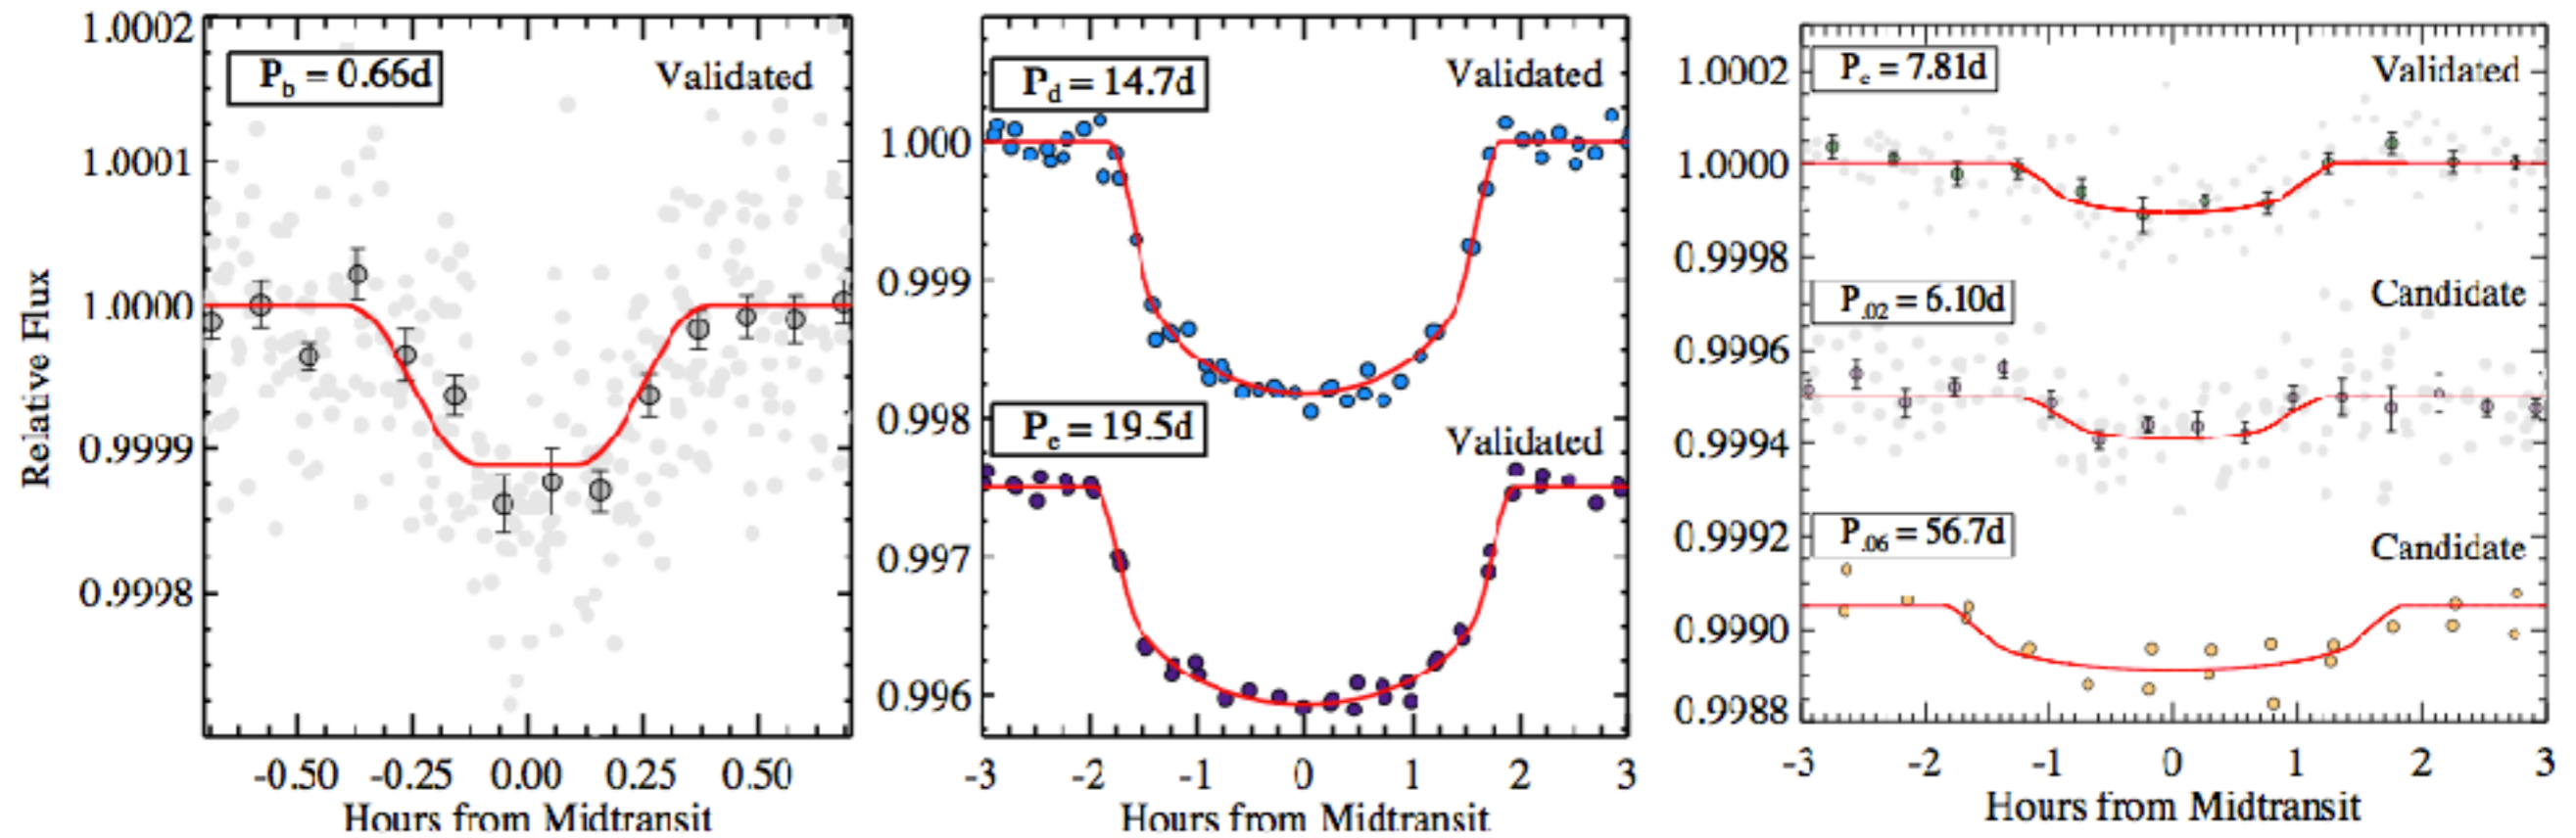 1.0002
P_b = 0.66d
Validated
1.0001
1.0000
0.9999
0.9998
Relative Flux
-0.50 -0.25 0.00 0.25 0.50
Hours from Midtransit
P_d = 14.7d
Validated
1.000
0.999
0.998
P_e = 19.5d
Validated
0.997
0.996
-3 -2 -1 0 1 2 3
Hours from Midtransit
1.0002
P_c = 7.81d
Validated
1.0000
0.9998
P_.02 = 6.10d
Candidate
0.9996
0.9994
0.9992
P_.06 = 56.7d
Candidate
0.9990
0.9988
-3 -2 -1 0 1 2 3
Hours from Midtransit